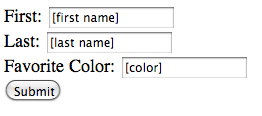 First: [first name]
Last: [last name]
Favorite Color: [color]
Submit